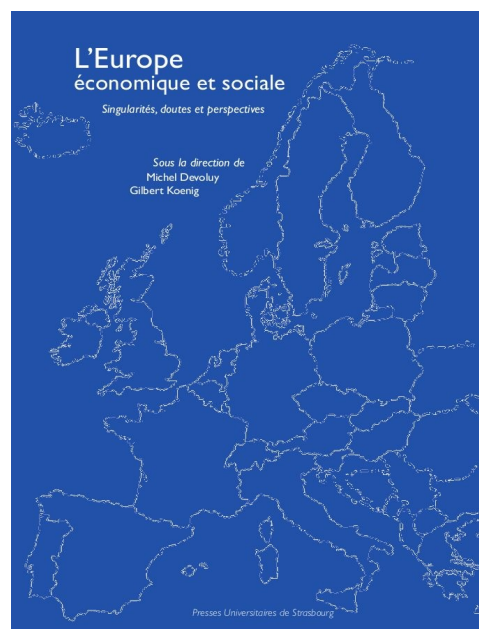 L'Europe
économique et sociale
Singularités, doutes et perspectives
Sous la direction de
Michel Devoluy
Gilbert Koenig
Presses Universitaires de Strasbourg